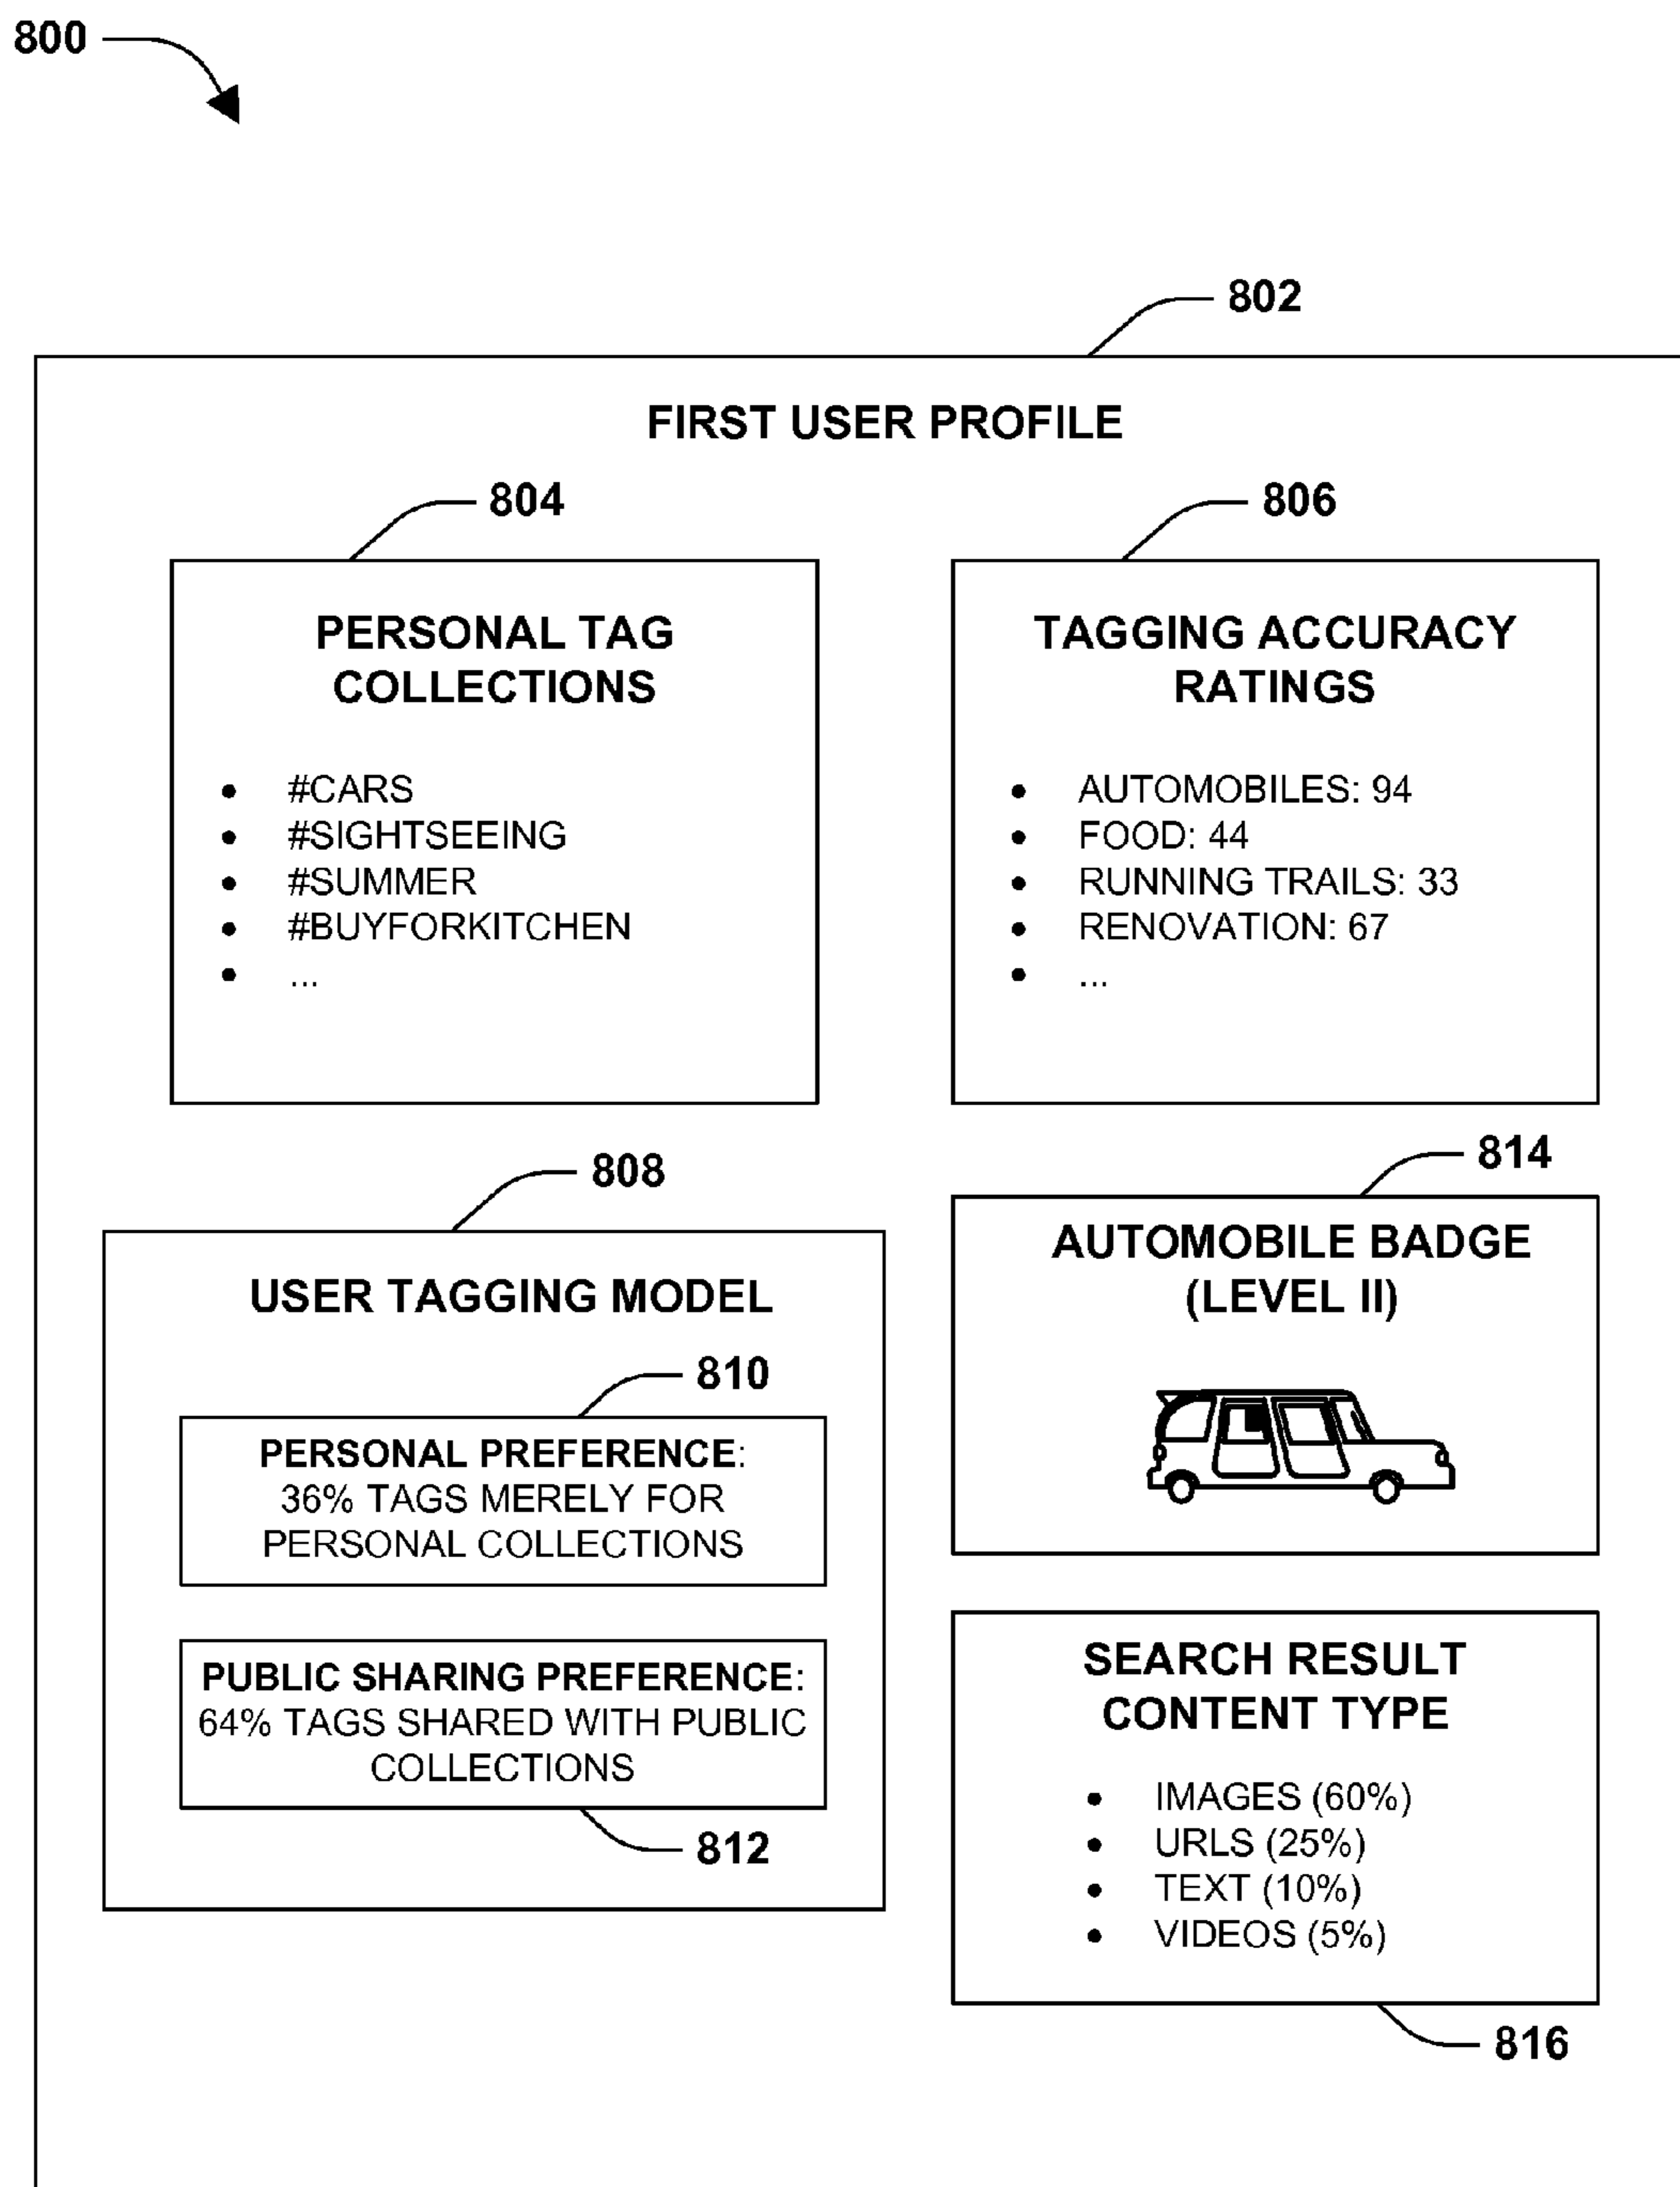 800
802
FIRST USER PROFILE
804
PERSONAL TAG
COLLECTIONS
• #CARS
• #SIGHTSEEING
• #SUMMER
• #BUYFORKITCHEN
• ...
806
TAGGING ACCURACY
RATINGS
• AUTOMOBILES: 94
• FOOD: 44
• RUNNING TRAILS: 33
• RENOVATION: 67
• ...
808
USER TAGGING MODEL
810
PERSONAL PREFERENCE:
36% TAGS MERELY FOR
PERSONAL COLLECTIONS
PUBLIC SHARING PREFERENCE:
64% TAGS SHARED WITH PUBLIC
COLLECTIONS
812
814
AUTOMOBILE BADGE
(LEVEL II)
SEARCH RESULT
CONTENT TYPE
• IMAGES (60%)
• URLS (25%)
• TEXT (10%)
• VIDEOS (5%)
816